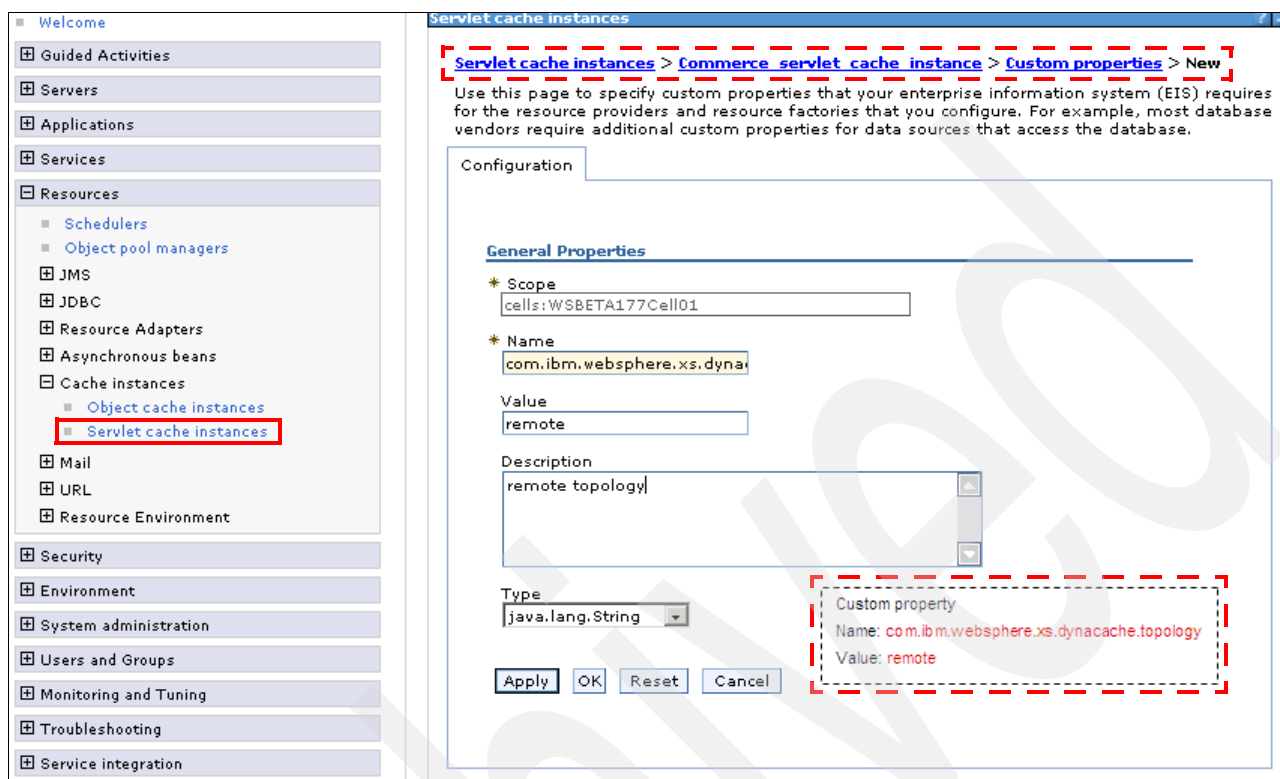 Welcome
Guided Activities
Servers
Applications
Services
Resources
Schedulers
Object pool managers
JMS
JDBC
Resource Adapters
Asynchronous beans
Cache instances
Object cache instances
Servlet cache instances
Mail
URL
Resource Environment
Security
Environment
System administration
Users and Groups
Monitoring and Tuning
Troubleshooting
Service integration
Servlet cache instances
?
Servlet cache instances > Commerce_servlet_cache_instance > Custom properties > New
Use this page to specify custom properties that your enterprise information system (EIS) requires
for the resource providers and resource factories that you configure. For example, most database
vendors require additional custom properties for data sources that access the database.
Configuration
General Properties
* Scope
cells:WSBETA177Cell01
* Name
com.ibm.websphere.xs.dyna
Value
remote
Description
remote topology
Type
java.lang.String
Custom property
Name: com.ibm.websphere.xs.dynacache.topology
Value: remote
Apply OK Reset Cancel